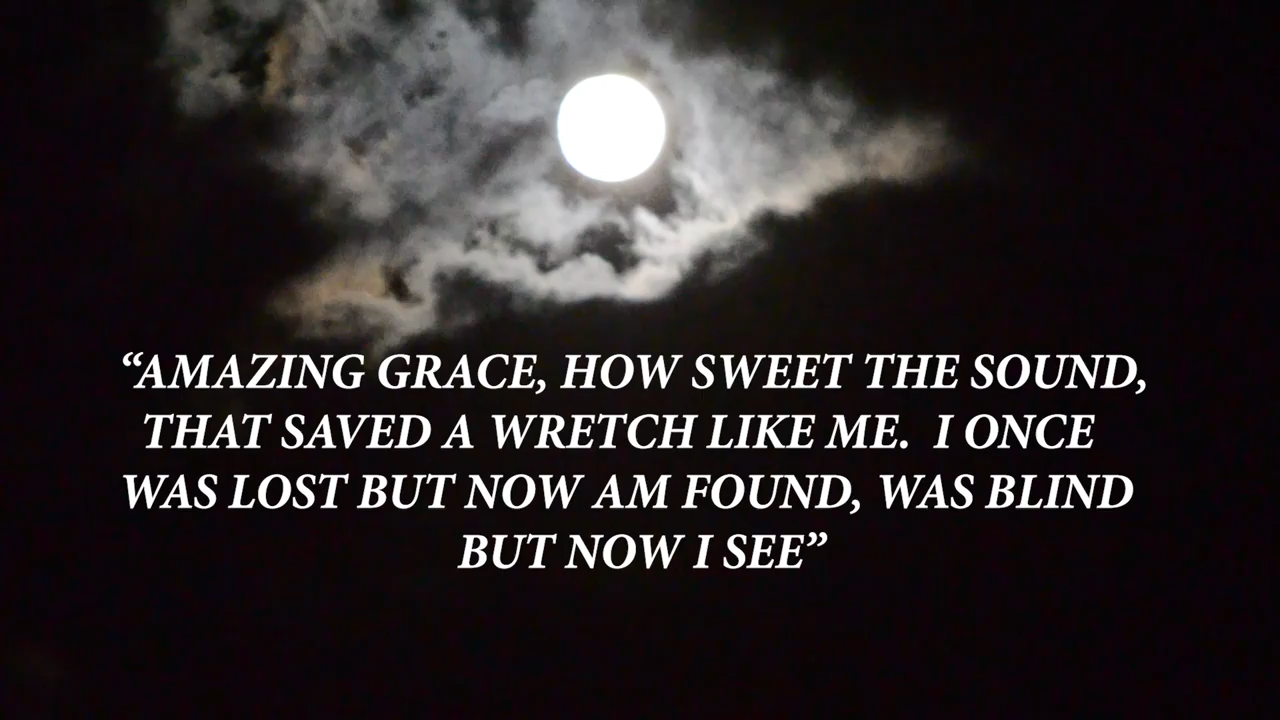 “AMAZING GRACE, HOW SWEET THE SOUND,
THAT SAVED A WRETCH LIKE ME.  I ONCE
WAS LOST BUT NOW AM FOUND, WAS BLIND
BUT NOW I SEE”